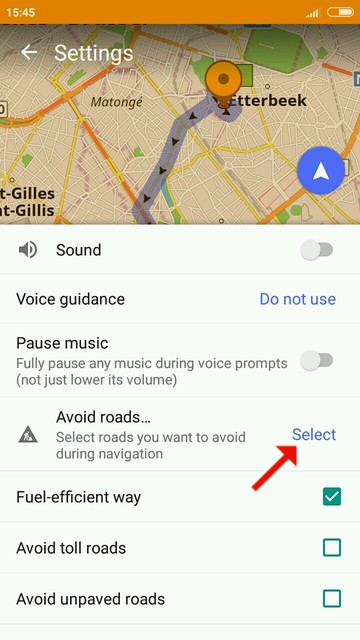 15:45
Settings
Matongé
Etterbeek
t-Gilles
nt-Gillis
Sound
Voice guidance Do not use
Pause music
Fully pause any music during voice prompts
(not just lower its volume)
Avoid roads...
Select roads you want to avoid
during navigation
Select
Fuel-efficient way
Avoid toll roads
Avoid unpaved roads